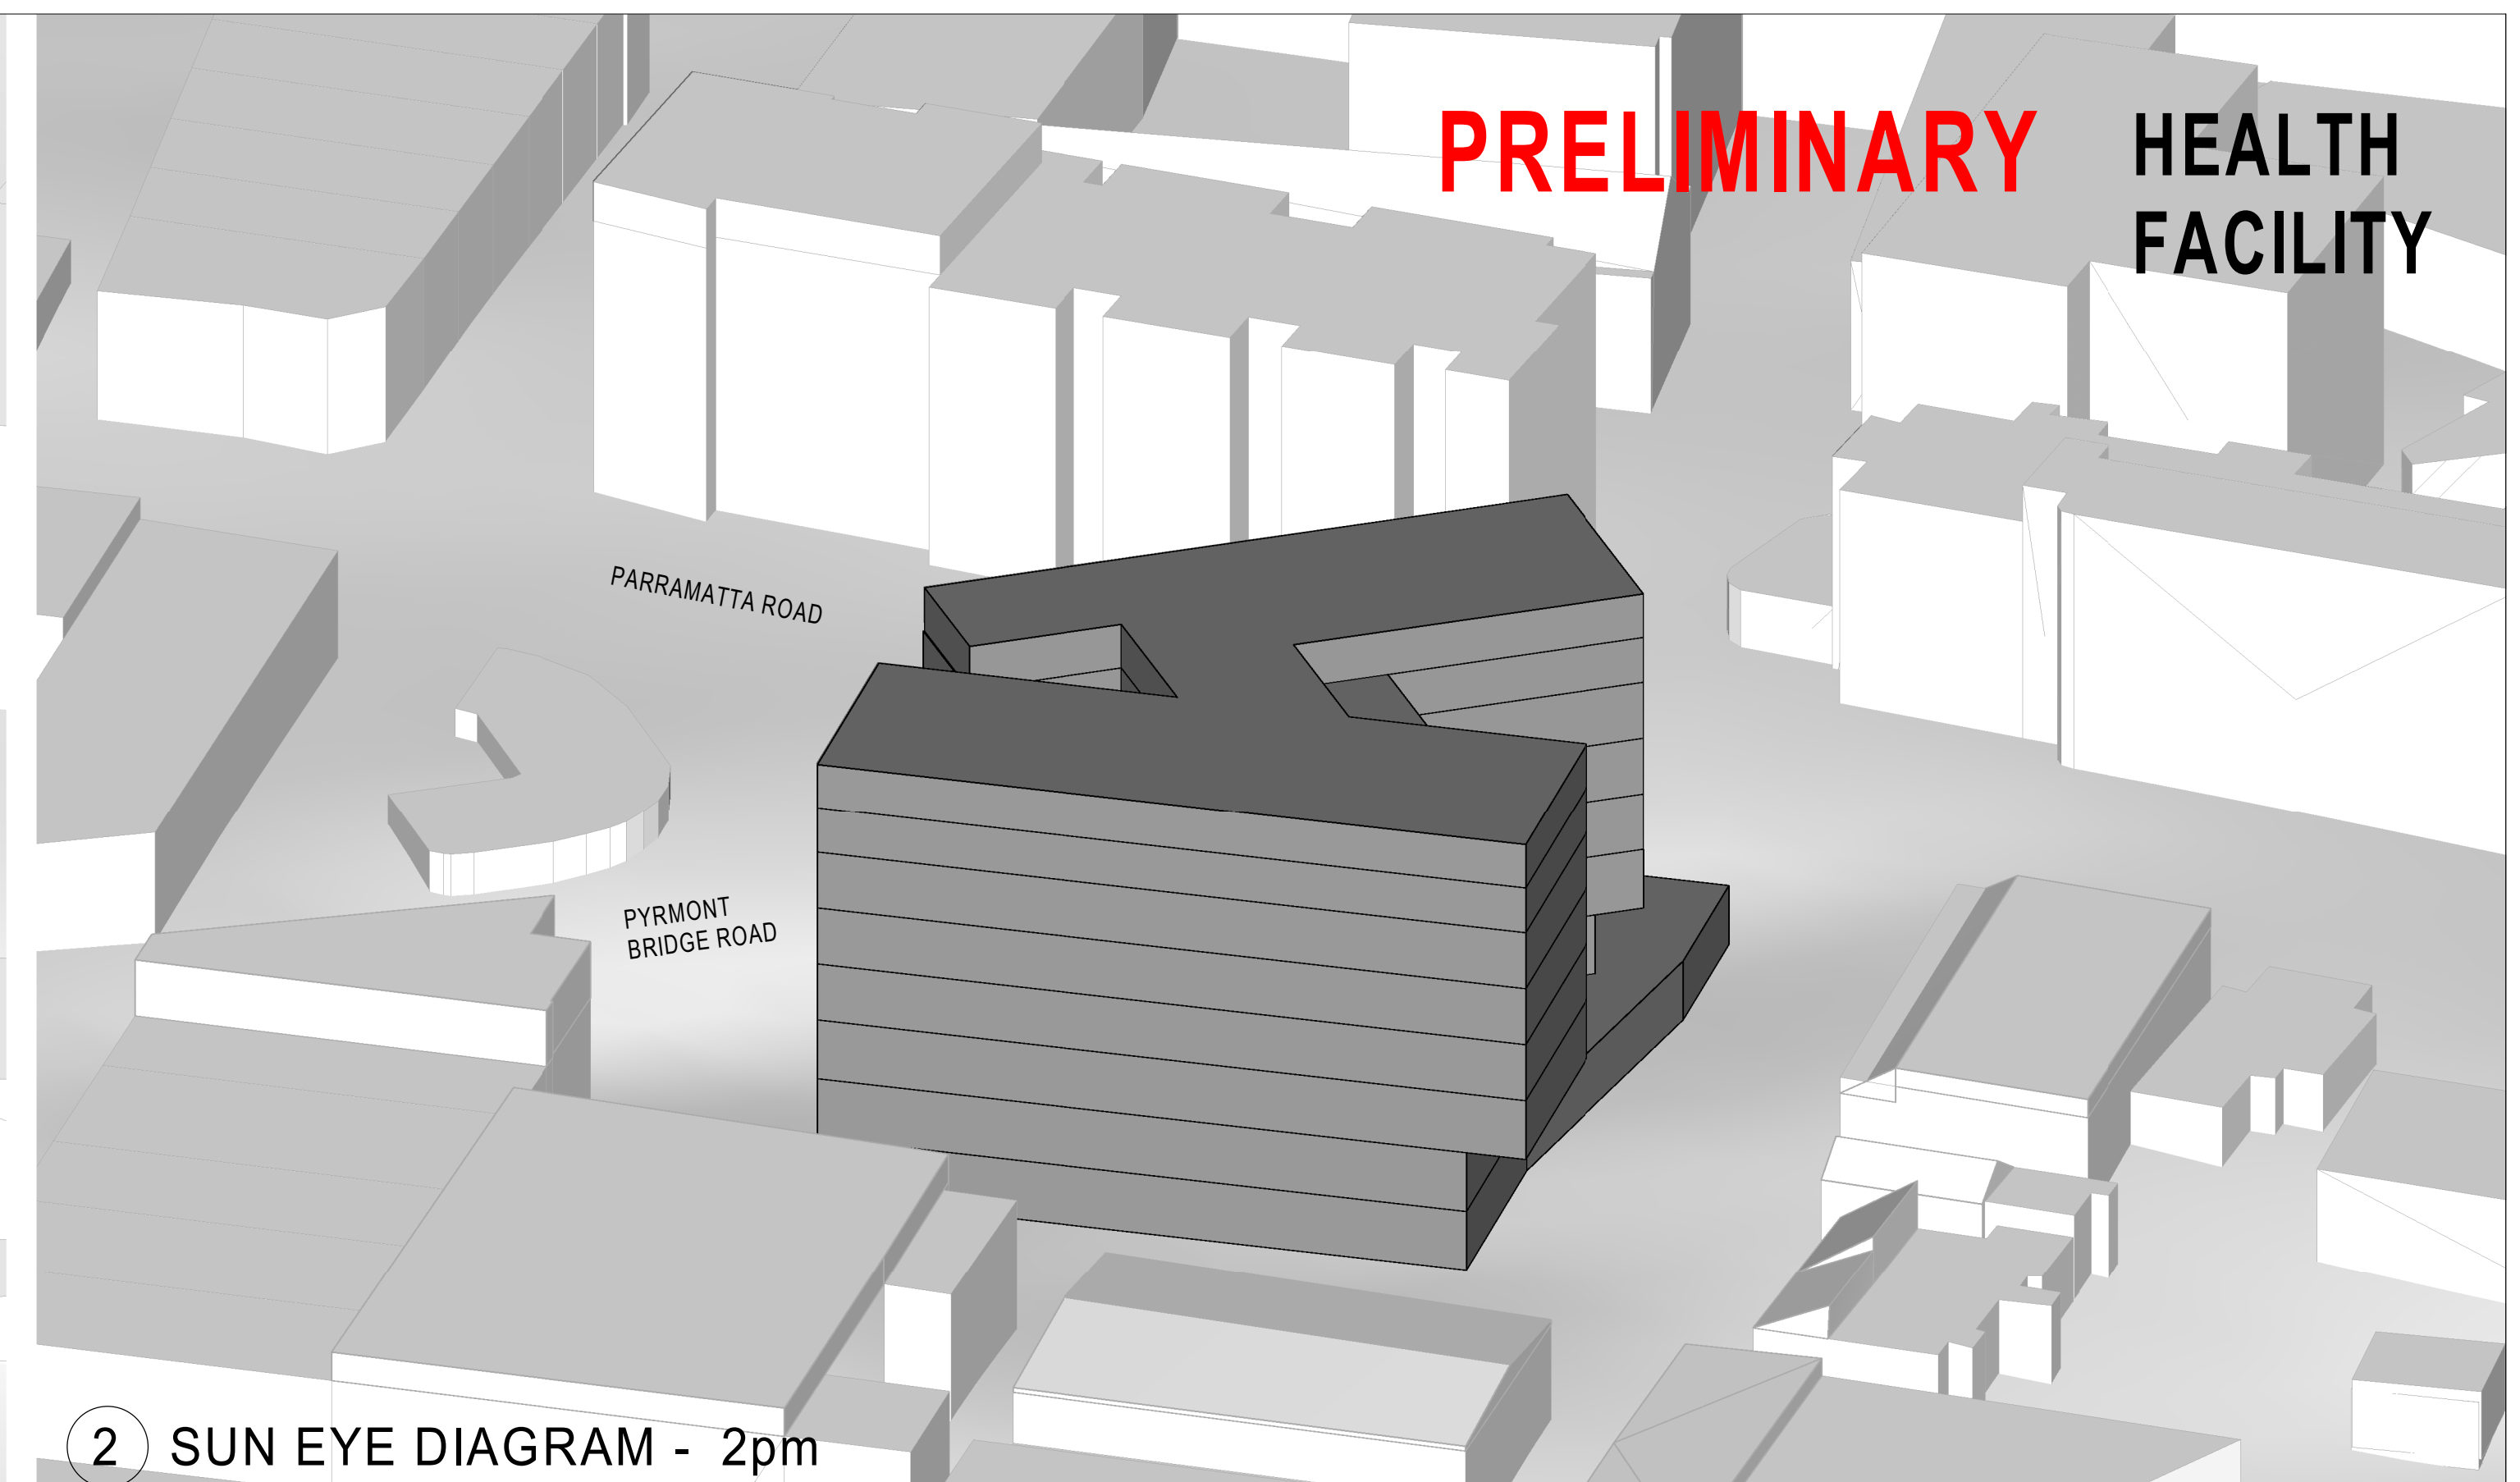 PRELIMINARY
HEALTH
FACILITY
PARRAMATTA ROAD
PYRMONT
BRIDGE ROAD
2 SUN EYE DIAGRAM - 2pm